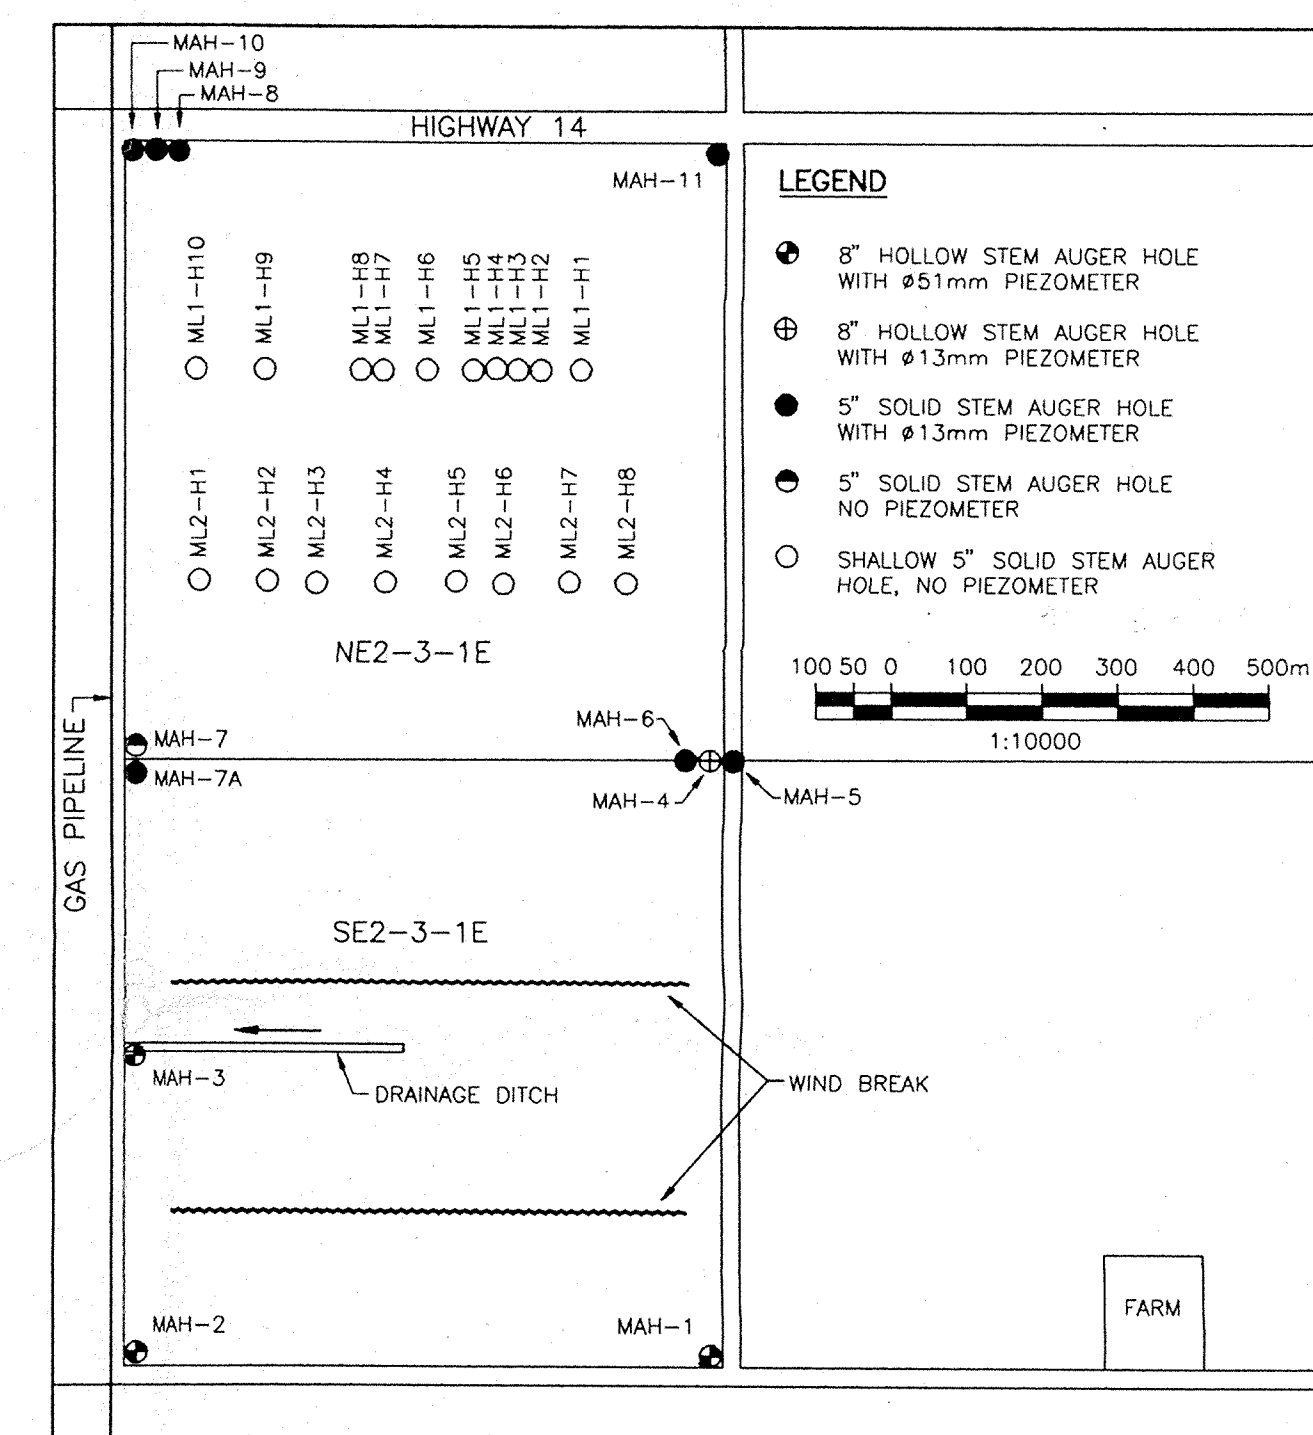 MAH-10
MAH-9
MAH-8
HIGHWAY 14
MAH-11
ML1-H10
ML1-H9
ML1-H8
ML1-H7
ML1-H6
ML1-H5
ML1-H4
ML1-H3
ML1-H2
ML1-H1
ML2-H1
ML2-H2
ML2-H3
ML2-H4
ML2-H5
ML2-H6
ML2-H7
ML2-H8
NE2-3-1E
GAS PIPELINE
MAH-7
MAH-7A
MAH-6
MAH-4
MAH-5
SE2-3-1E
MAH-3
DRAINAGE DITCH
WIND BREAK
MAH-2
MAH-1
FARM
LEGEND
8" HOLLOW STEM AUGER HOLE
WITH ø51mm PIEZOMETER
8" HOLLOW STEM AUGER HOLE
WITH ø13mm PIEZOMETER
5" SOLID STEM AUGER HOLE
WITH ø13mm PIEZOMETER
5" SOLID STEM AUGER HOLE
NO PIEZOMETER
SHALLOW 5" SOLID STEM AUGER
HOLE, NO PIEZOMETER
100 50 0 100 200 300 400 500m
1:10000